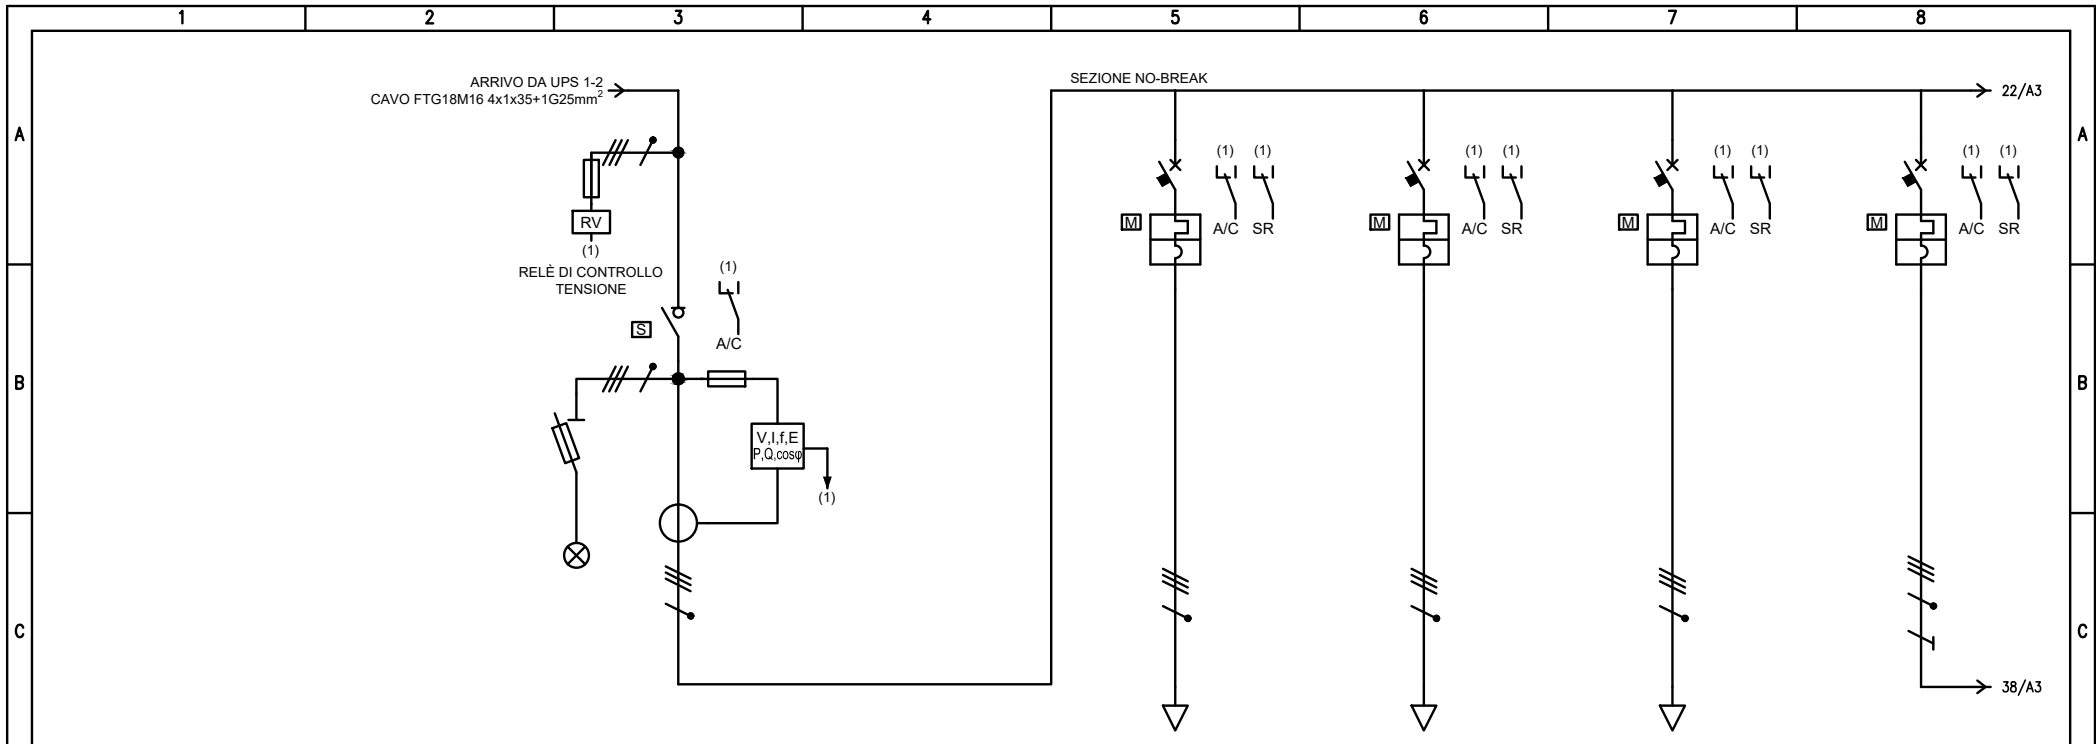 1 2 3 4 5 6 7 8
ARRIVO DA UPS 1-2
CAVO FTG18M16 4x1x35+1G25mm²
SEZIONE NO-BREAK
22/A3
A A
(1) (1) (1) (1) (1) (1) (1) (1)
RV
(1)
M A/C SR M A/C SR M A/C SR M A/C SR
RELÈ DI CONTROLLO
TENSIONE
(1)
S
A/C
B B
V,I,f,E
P,Q,cosφ
(1)
C C
38/A3